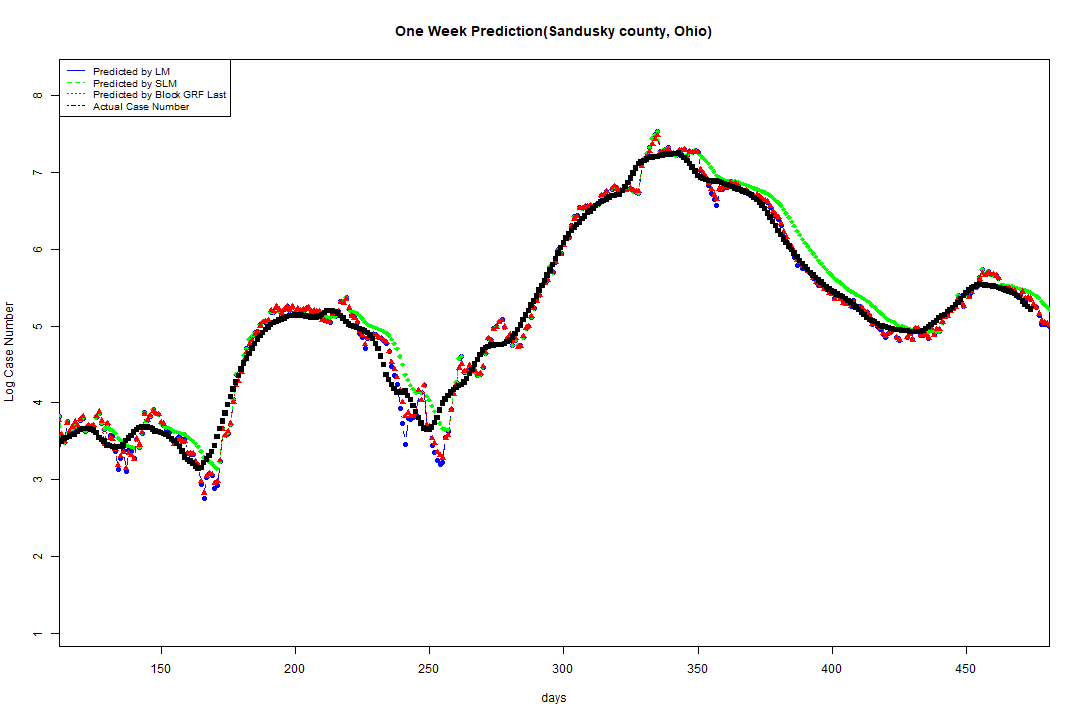 One Week Prediction(Sandusky county, Ohio)
Predicted by LM
Predicted by SLM
Predicted by Block GRF Last
Actual Case Number
Log Case Number
8
7
6
5
4
3
2
1
150 200 250 300 350 400 450
days